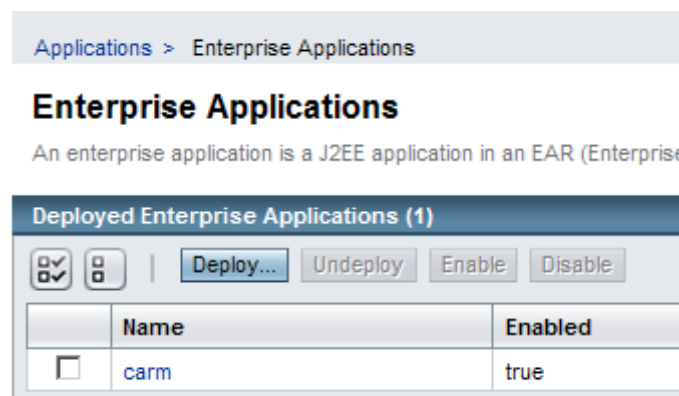 Applications > Enterprise Applications
Enterprise Applications
An enterprise application is a J2EE application in an EAR (Enterprise
Deployed Enterprise Applications (1)
Deploy... Undeploy Enable Disable
Name Enabled
carm true